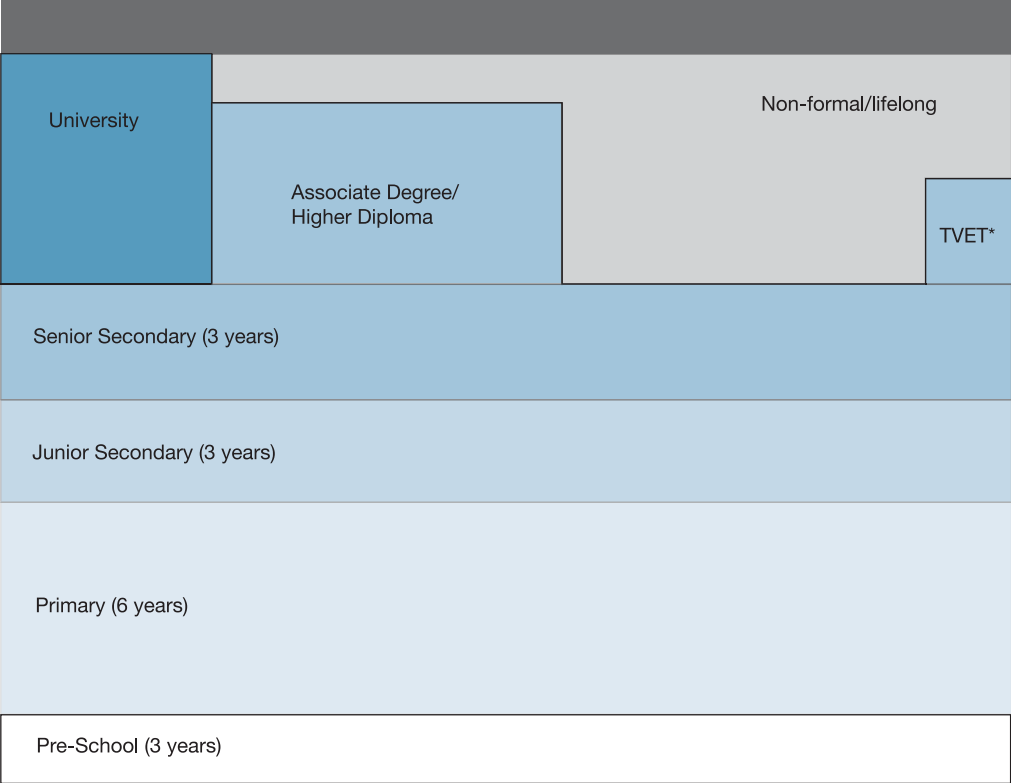 University
Non-formal/lifelong
Associate Degree/
Higher Diploma
TVET*
Senior Secondary (3 years)
Junior Secondary (3 years)
Primary (6 years)
Pre-School (3 years)